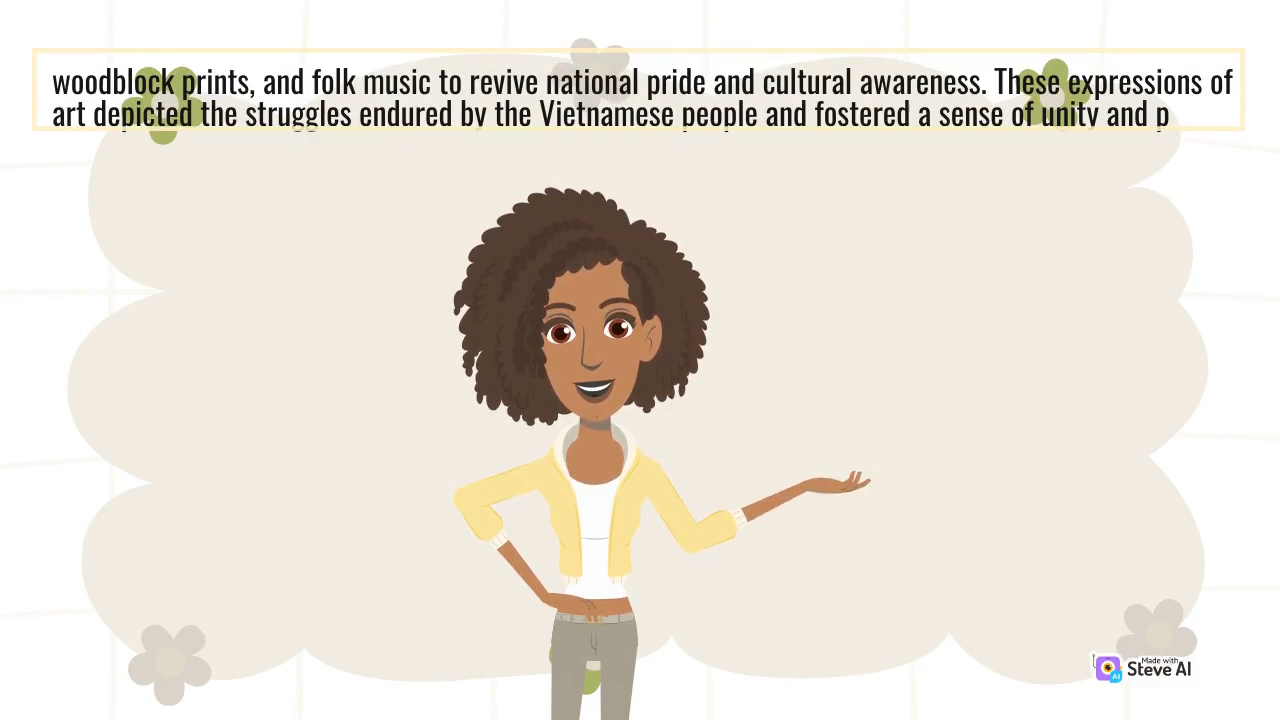 woodblock prints, and folk music to revive national pride and cultural awareness. These expressions of
art depicted the struggles endured by the Vietnamese people and fostered a sense of unity and p
Made with
Steve AI
AI